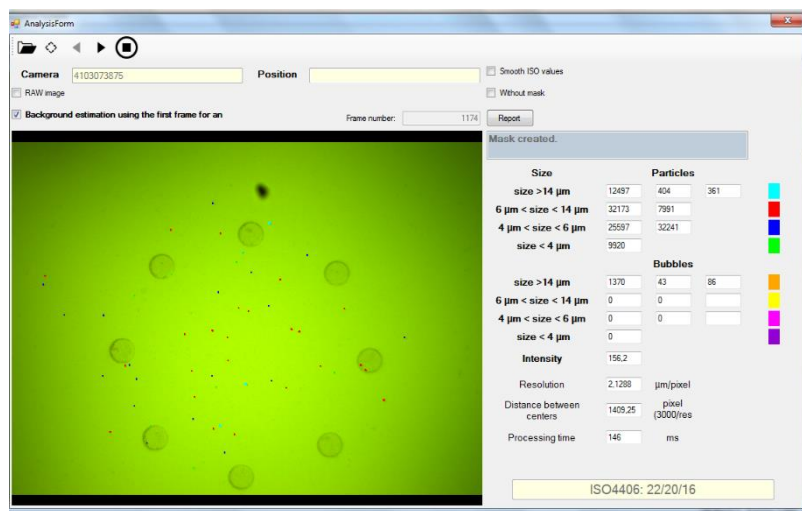 AnalysisForm
Camera 4103073875 Position
Smooth ISO values
RAW image
Without mask
Background estimation using the first frame for an
Frame number: 1174 Report
Mask created.
Size Particles
size >14 µm 12497 404 361
6 µm < size < 14 µm 32173 7991
4 µm < size < 6 µm 25597 32241
size < 4 µm 9920
Bubbles
size >14 µm 1370 43 86
6 µm < size < 14 µm 0 0
4 µm < size < 6 µm 0 0
size < 4 µm 0
Intensity 156,2
Resolution 2,1288 µm/pixel
Distance between centers 1409,25 pixel (3000/res
Processing time 146 ms
ISO4406: 22/20/16